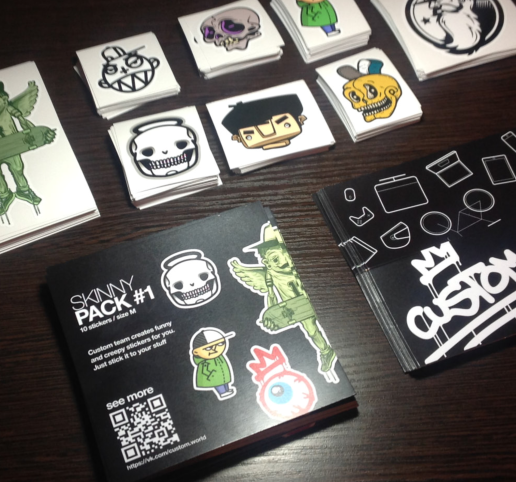 SKINNY
PACK #1
10 stickers / size M
Custom team creates funny
and creepy stickers for you.
Just stick it to your stuff
see more
https://vk.com/custom.world
CUSTOM